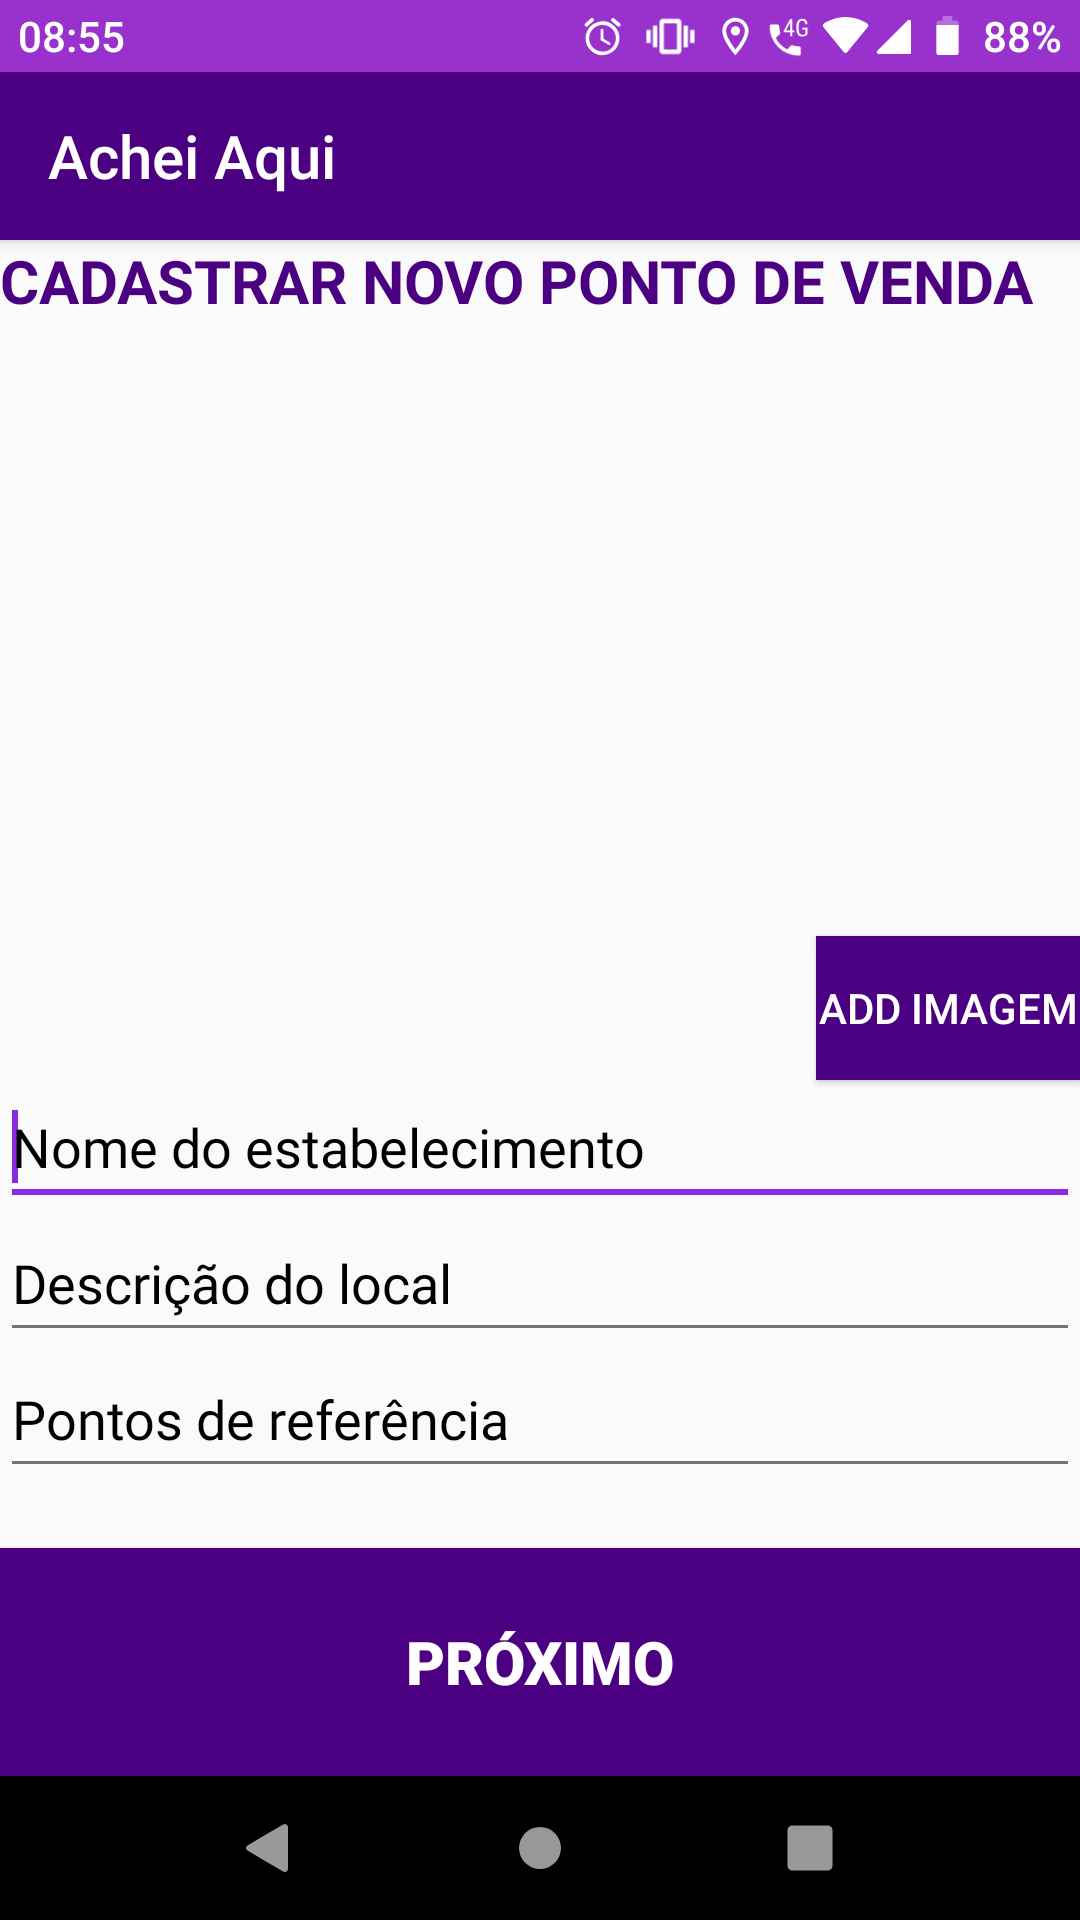 08:55 4G 88%
Achei Aqui
CADASTRAR NOVO PONTO DE VENDA
ADD IMAGEM
Nome do estabelecimento
Descrição do local
Pontos de referência
PRÓXIMO